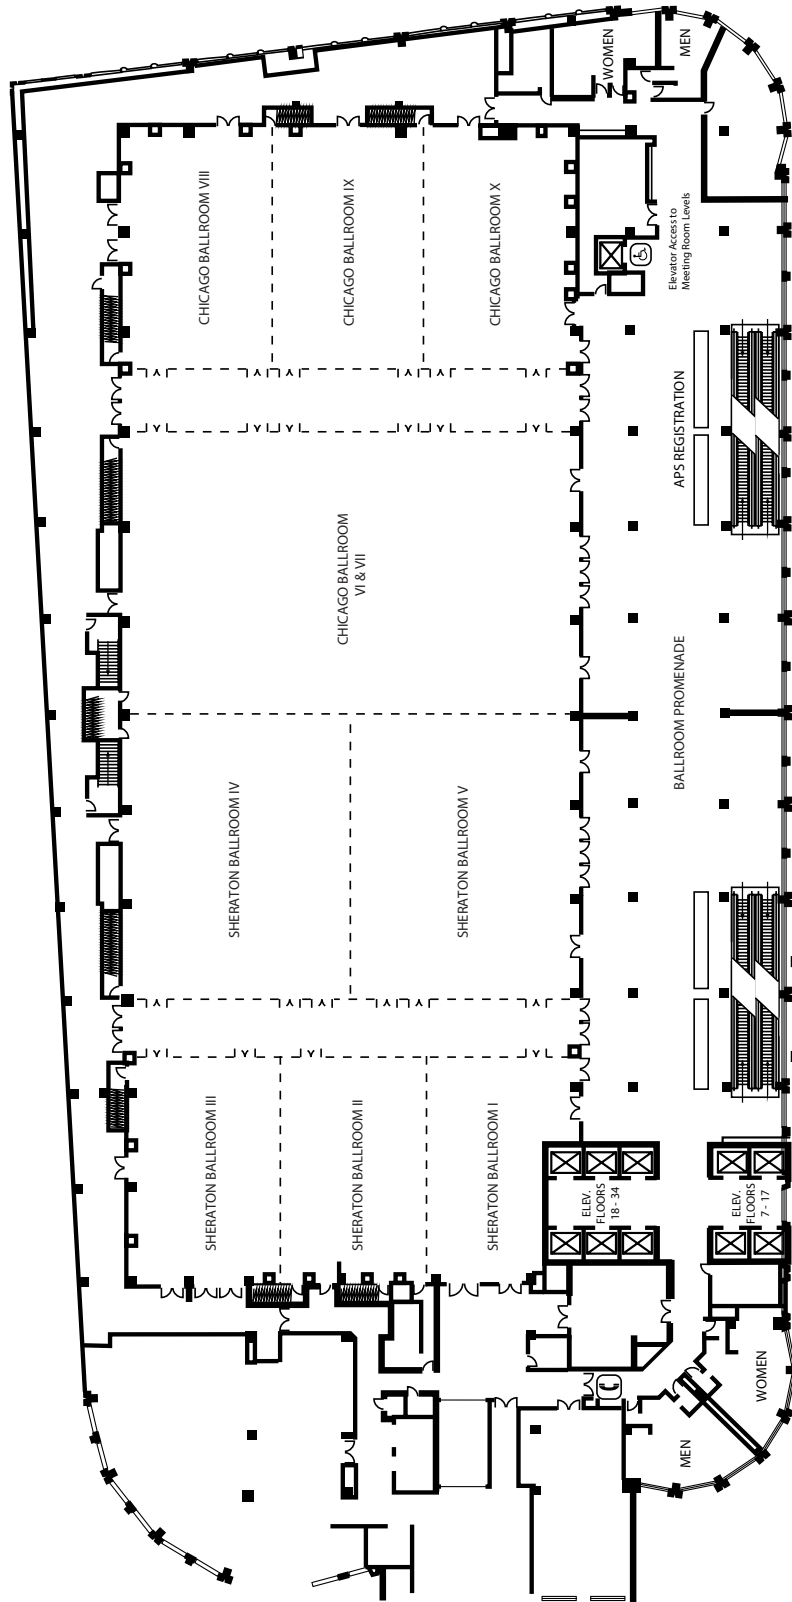 WOMEN
MEN
CHICAGO BALLROOM VIII
CHICAGO BALLROOM IX
CHICAGO BALLROOM X
Elevator Access to
Meeting Room Levels
APS REGISTRATION
CHICAGO BALLROOM
VI & VII
BALLROOM PROMENADE
SHERATON BALLROOM IV
SHERATON BALLROOM V
SHERATON BALLROOM III
SHERATON BALLROOM II
SHERATON BALLROOM I
ELEV.
FLOORS
18 - 34
ELEV.
FLOORS
7 - 17
WOMEN
MEN